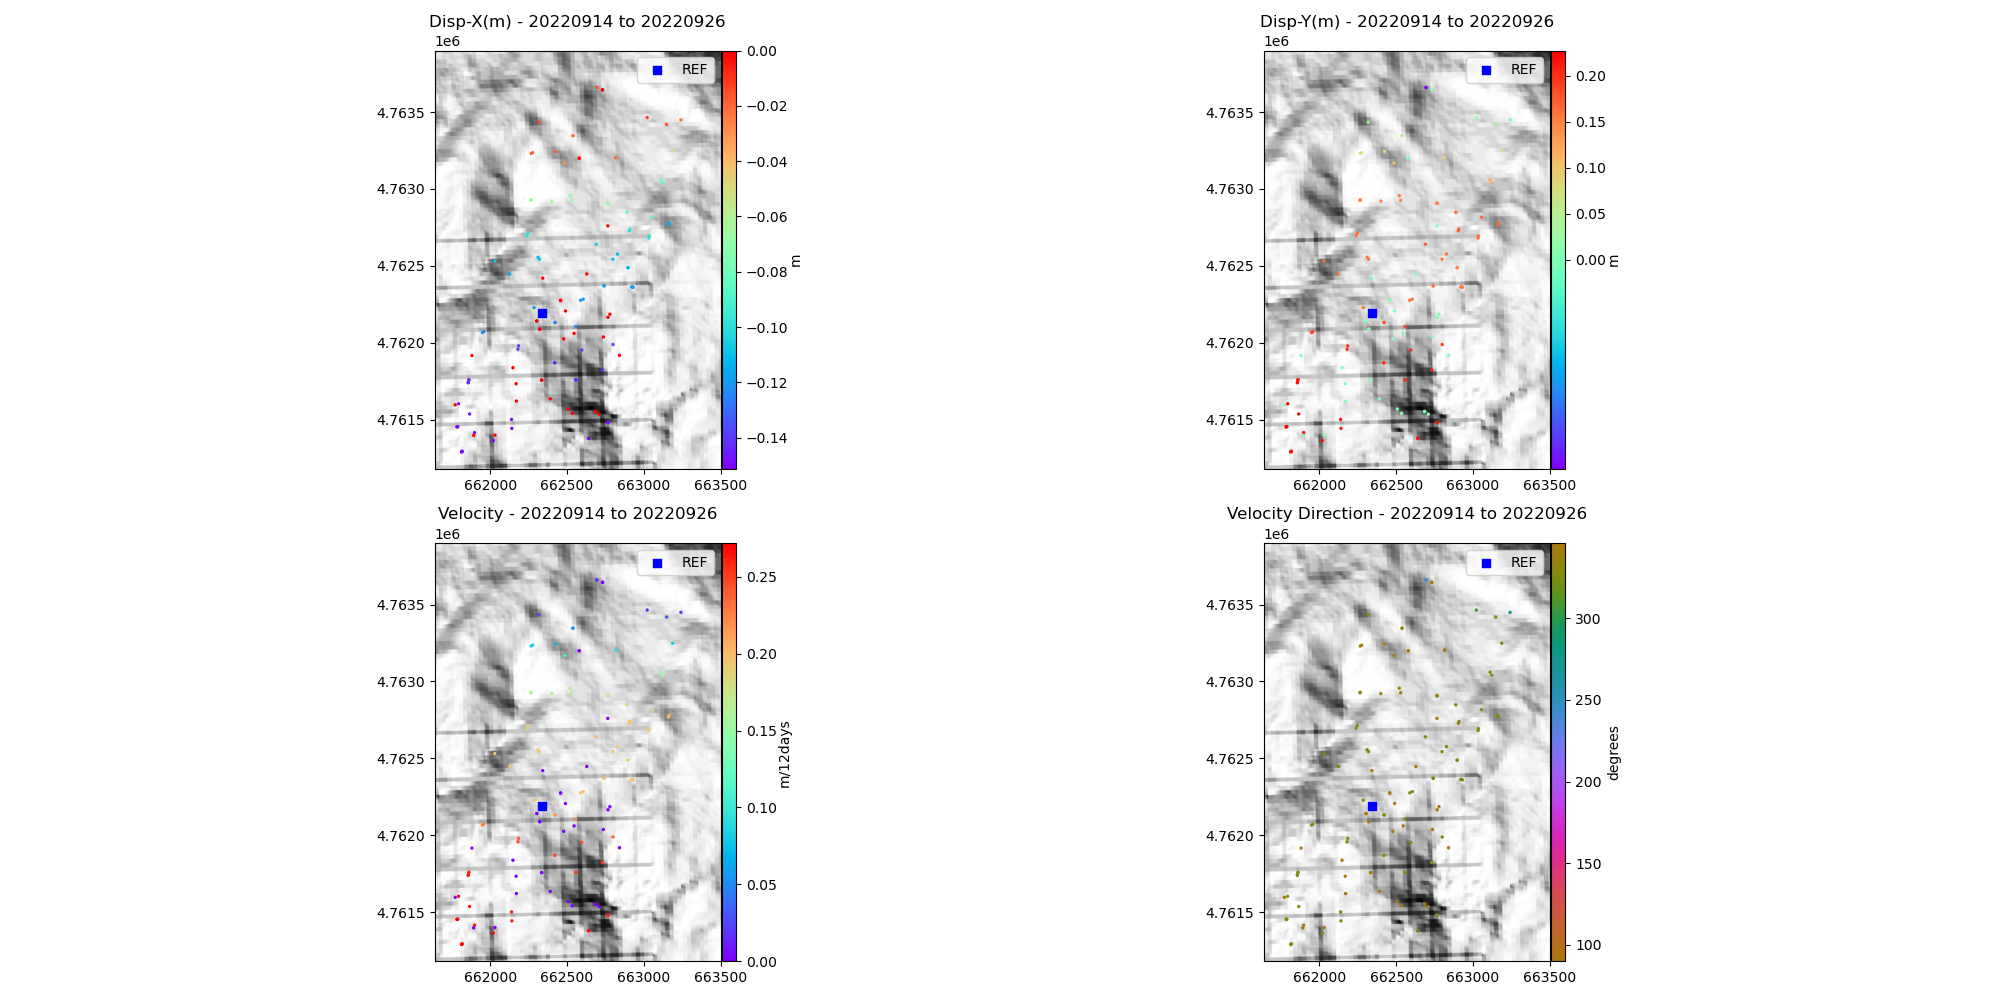 Disp-X(m) - 20220914 to 20220926
1e6
REF
4.7635
4.7630
4.7625
4.7620
4.7615
662000 662500 663000 663500
0.00
−0.02
−0.04
−0.06
−0.08
−0.10
−0.12
−0.14
m
Disp-Y(m) - 20220914 to 20220926
1e6
REF
4.7635
4.7630
4.7625
4.7620
4.7615
662000 662500 663000 663500
0.20
0.15
0.10
0.05
0.00
m
Velocity - 20220914 to 20220926
1e6
REF
4.7635
4.7630
4.7625
4.7620
4.7615
662000 662500 663000 663500
0.25
0.20
0.15
0.10
0.05
0.00
m/12days
Velocity Direction - 20220914 to 20220926
1e6
REF
4.7635
4.7630
4.7625
4.7620
4.7615
662000 662500 663000 663500
300
250
200
150
100
degrees